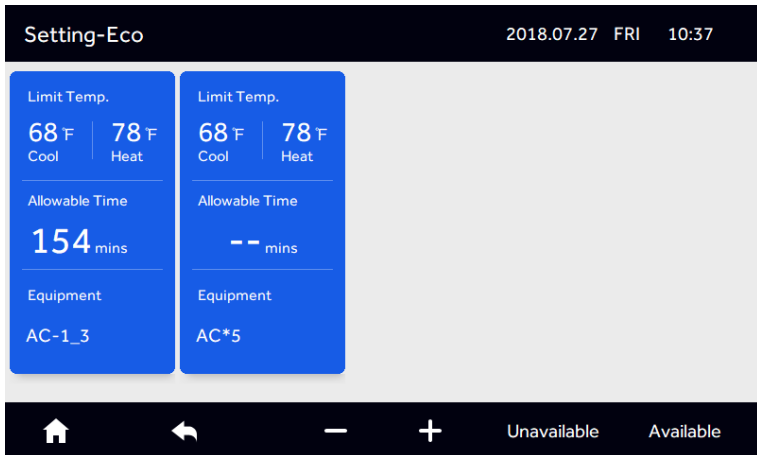 Setting-Eco 2018.07.27 FRI 10:37
Limit Temp.
68 °F 78 °F
Cool Heat
Allowable Time
154 mins
Equipment
AC-1_3
Limit Temp.
68 °F 78 °F
Cool Heat
Allowable Time
-- mins
Equipment
AC*5
Unavailable Available